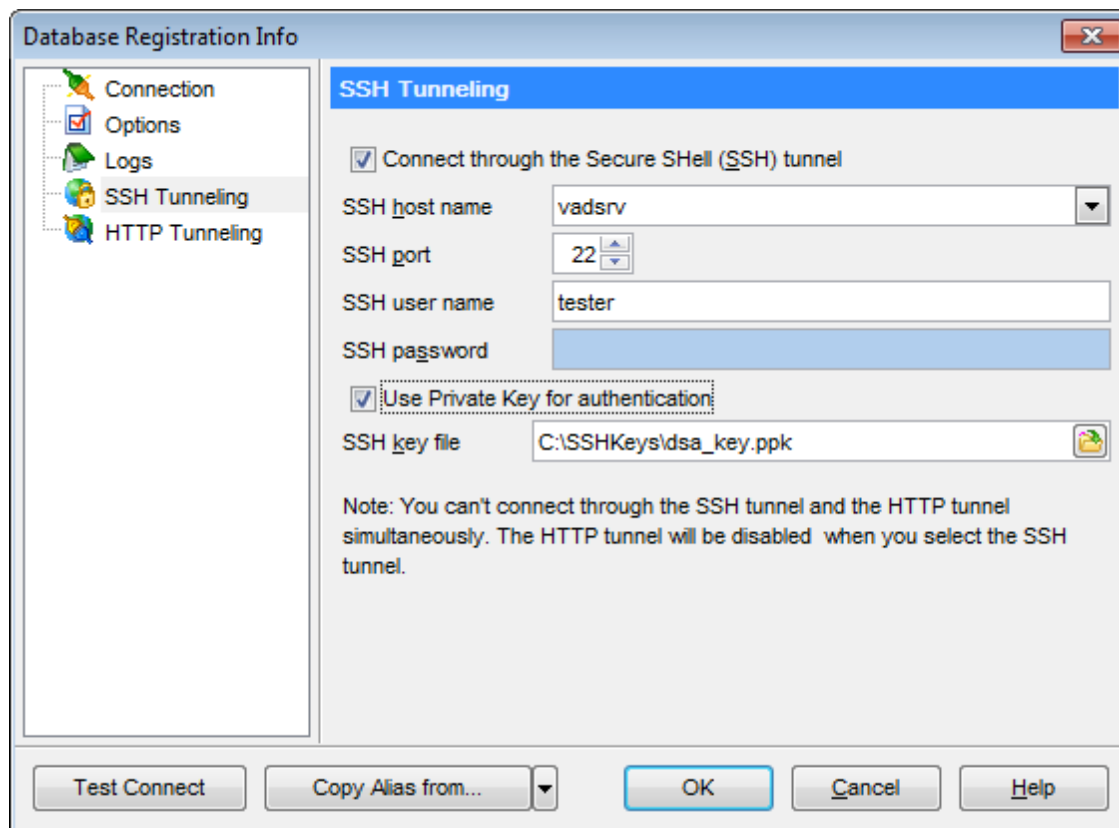 Database Registration Info
Connection
Options
Logs
SSH Tunneling
HTTP Tunneling
SSH Tunneling
Connect through the Secure SHell (SSH) tunnel
SSH host name vadsrv
SSH port 22
SSH user name tester
SSH password
Use Private Key for authentication
SSH key file C:\SSHKeys\dsa_key.ppk
Note: You can't connect through the SSH tunnel and the HTTP tunnel
simultaneously. The HTTP tunnel will be disabled  when you select the SSH
tunnel.
Test Connect Copy Alias from... OK Cancel Help